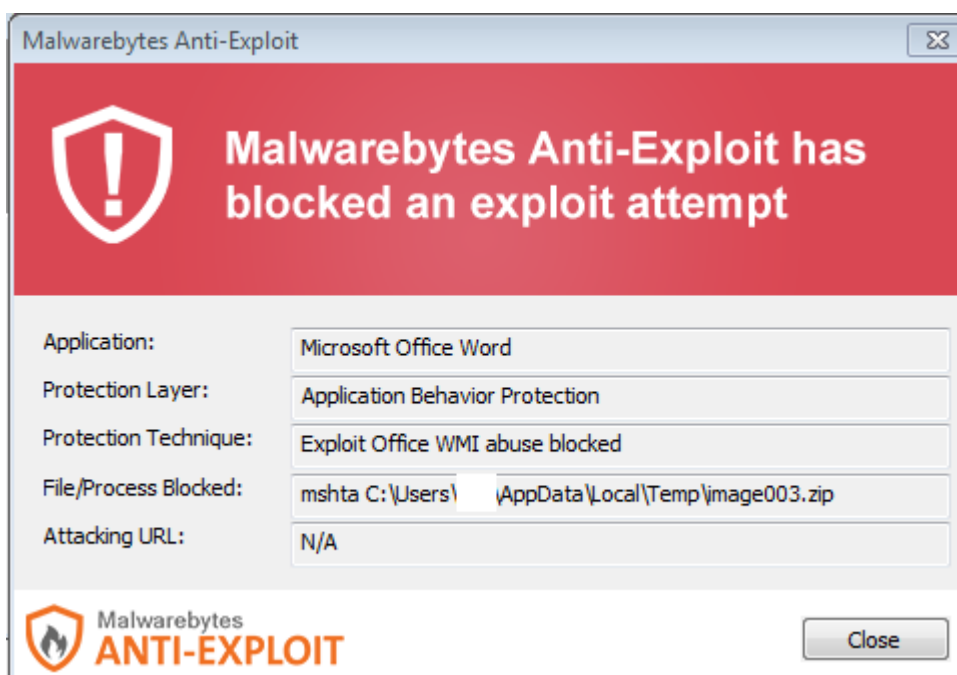 Malwarebytes Anti-Exploit
Malwarebytes Anti-Exploit has
blocked an exploit attempt
Application: Microsoft Office Word
Protection Layer: Application Behavior Protection
Protection Technique: Exploit Office WMI abuse blocked
File/Process Blocked: mshta C:\Users\ \AppData\Local\Temp\image003.zip
Attacking URL: N/A
Malwarebytes
ANTI-EXPLOIT
Close